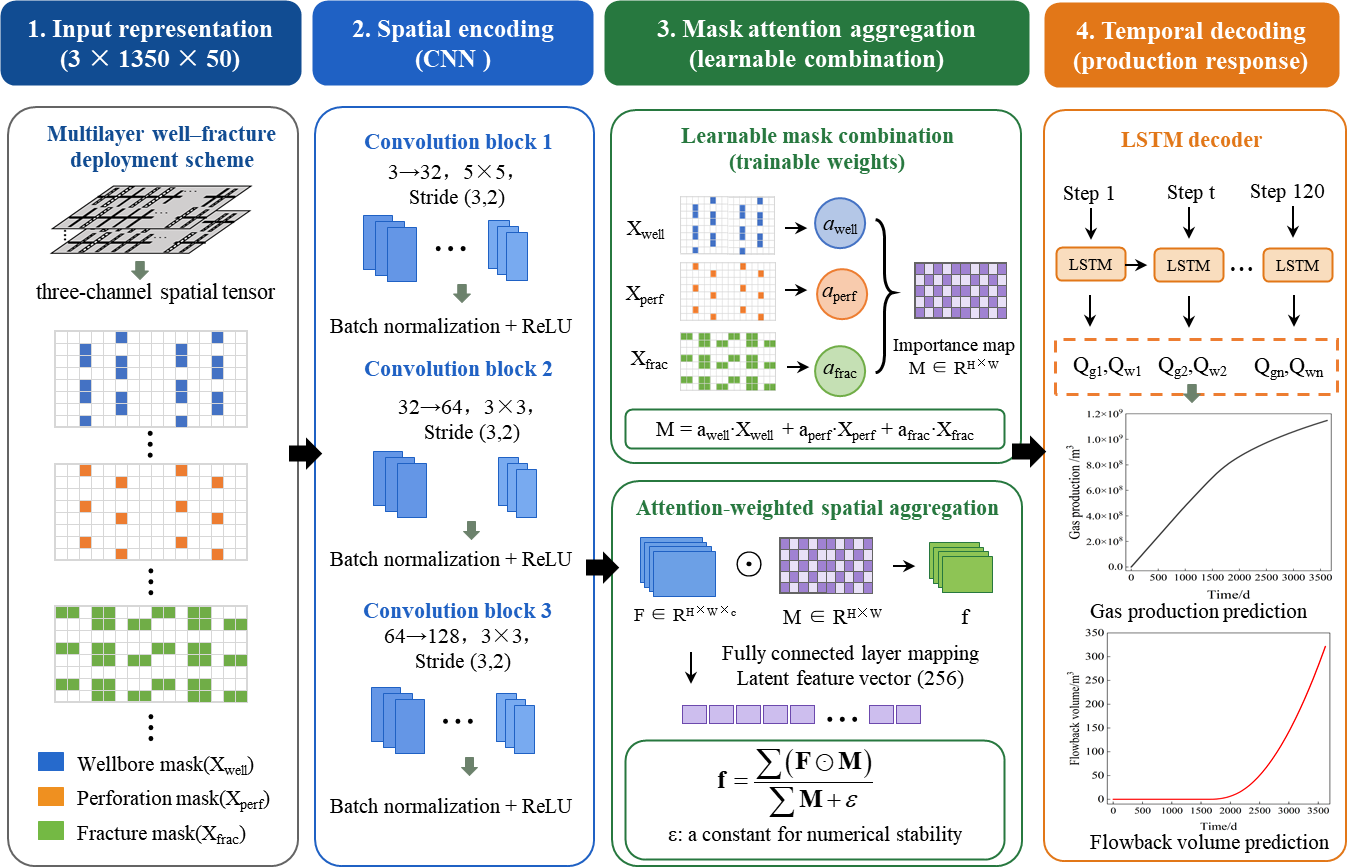 1. Input representation
(3 × 1350 × 50)
2. Spatial encoding
(CNN )
3. Mask attention aggregation
(learnable combination)
4. Temporal decoding
(production response)
Multilayer well–fracture
deployment scheme
three-channel spatial tensor
Wellbore mask(Xwell)
Perforation mask(Xperf)
Fracture mask(Xfrac)
Convolution block 1
3→32, 5×5,
Stride (3,2)
Batch normalization + ReLU
Convolution block 2
32→64, 3×3,
Stride (3,2)
Batch normalization + ReLU
Convolution block 3
64→128, 3×3,
Stride (3,2)
Batch normalization + ReLU
Learnable mask combination
(trainable weights)
Xwell
awell
Xperf
aperf
Xfrac
afrac
Importance map
M ∈ R^H×W
M = awell·Xwell + aperf·Xperf + afrac·Xfrac
Attention-weighted spatial aggregation
⊙
F ∈ R^H×W×c
M ∈ R^H×W
f
Fully connected layer mapping
Latent feature vector (256)
f = ∑(F⊙M) / ∑M+ε
ε: a constant for numerical stability
LSTM decoder
Step 1
Step t
Step 120
LSTM
LSTM
LSTM
Qg1,Qw1
Qg2,Qw2
Qgn,Qwn
Gas production /m³
1.2×10⁹
1.0×10⁹
8.0×10⁸
6.0×10⁸
4.0×10⁸
2.0×10⁸
0.0
0 500 1000 1500 2000 2500 3000 3500
Time/d
Gas production prediction
Flowback volume/m³
350
300
250
200
150
100
50
0
0 500 1000 1500 2000 2500 3000 3500
Time/d
Flowback volume prediction